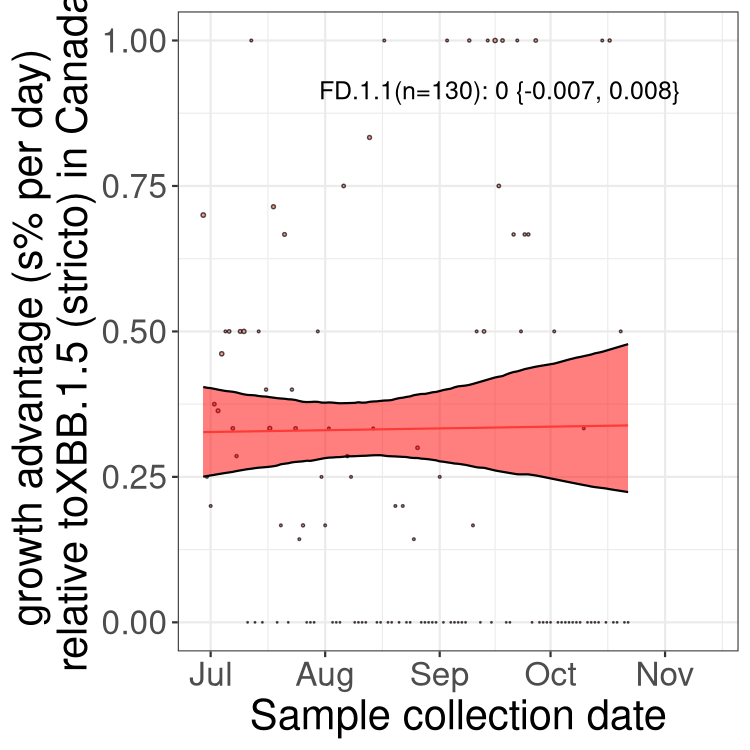 growth advantage (s% per day)
relative toXBB.1.5 (stricto) in Canada
1.00
0.75
0.50
0.25
0.00
FD.1.1(n=130): 0 {-0.007, 0.008}
Jul
Aug
Sep
Oct
Nov
Sample collection date